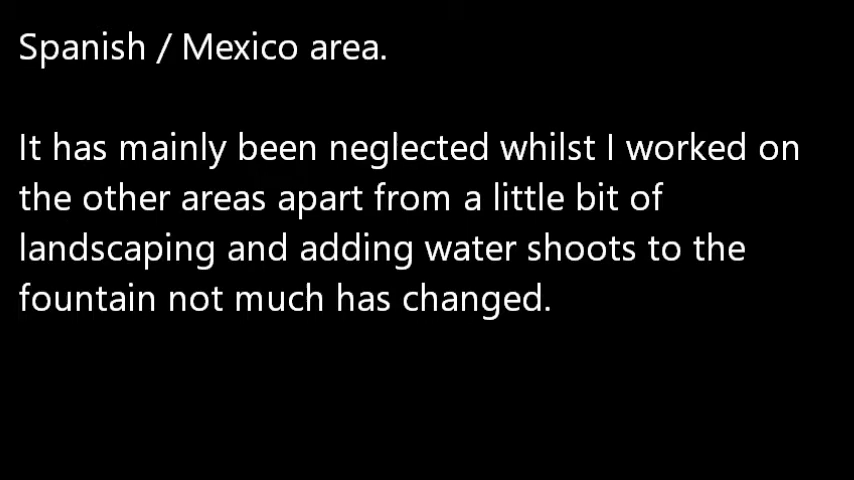 Spanish / Mexico area.
It has mainly been neglected whilst I worked on
the other areas apart from a little bit of
landscaping and adding water shoots to the
fountain not much has changed.